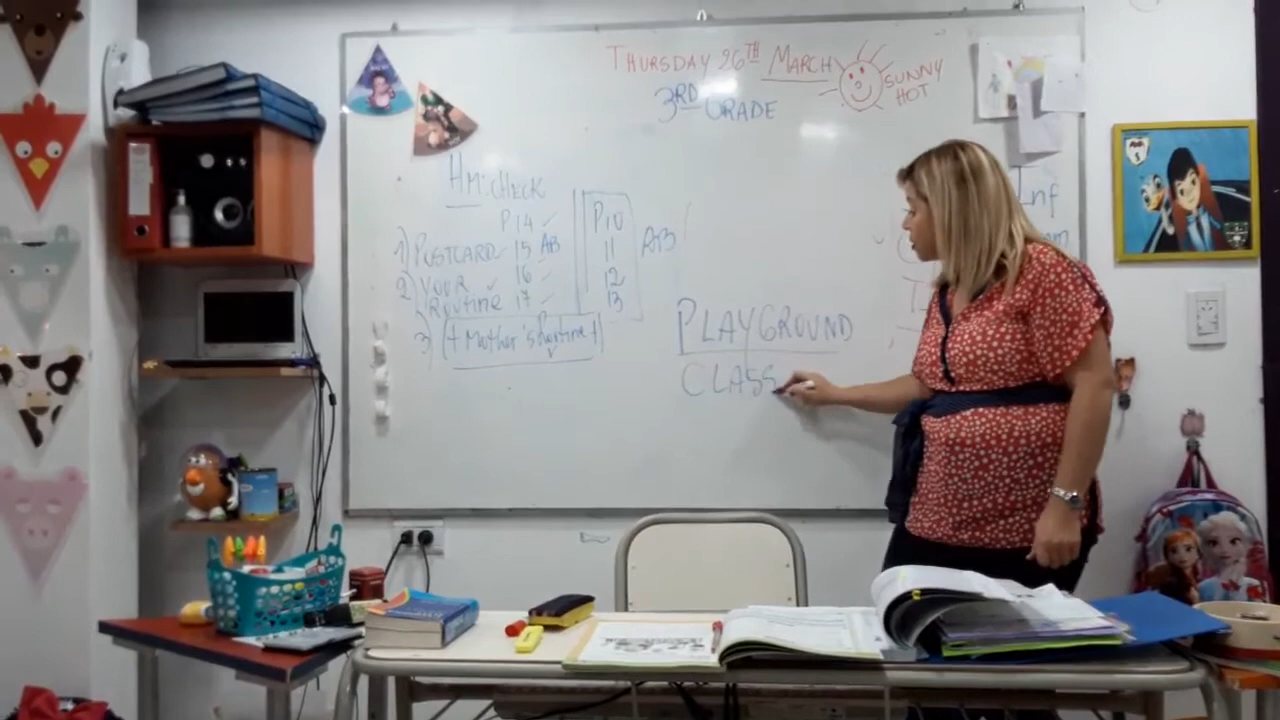 THURSDAY 26TH MARCH
SUNNY
HOT
3RD GRADE
HM: CHECK
P14 ✓
1) POSTCARD ✓ 15 AB
2) YOUR ✓ 16 ✓
ROUTINE 17 ✓
3) (+ Mother's Routine +)
P10
11
12
13
AB
PLAYGROUND
CLASS
Inf